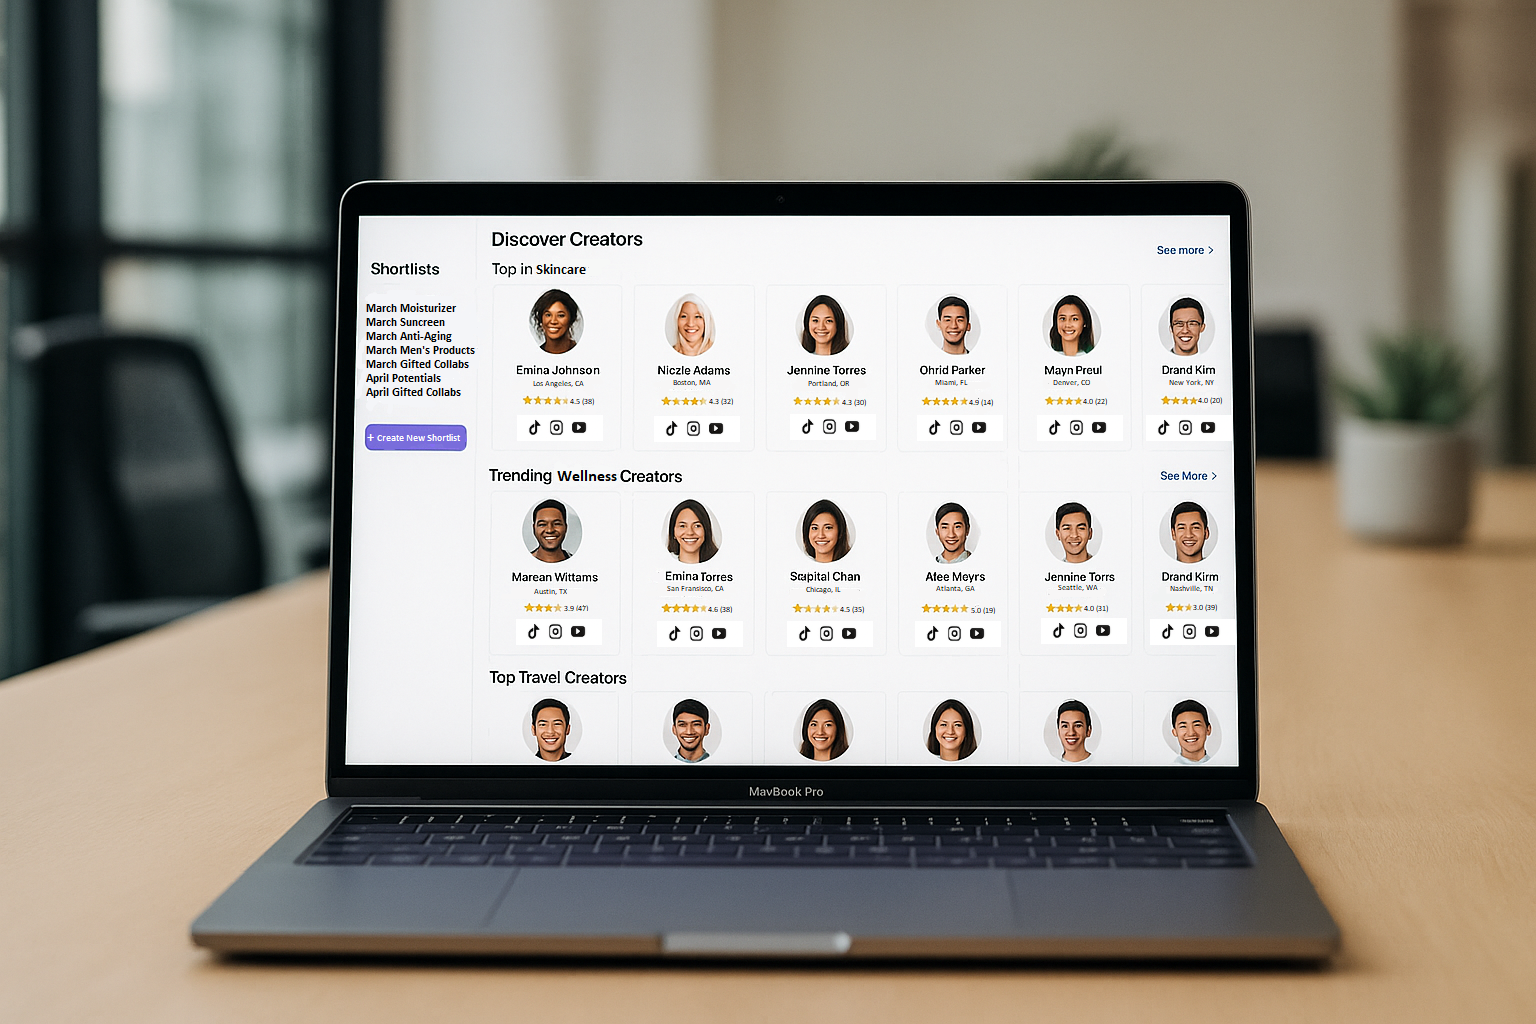 Discover Creators
See more >
Shortlists
Top in Skincare
March Moisturizer
March Suncreen
March Anti-Aging
March Men's Products
March Gifted Collabs
April Potentials
April Gifted Collabs
+ Create New Shortlist
Emina Johnson
Los Angeles, CA
4.5 (38)
Niczle Adams
Boston, MA
4.3 (32)
Jennine Torres
Portland, OR
4.3 (30)
Ohrid Parker
Miami, FL
4.9 (14)
Mayn Preul
Denver, CO
4.0 (22)
Drand Kim
New York, NY
4.0 (20)
Trending Wellness Creators
See More >
Marean Wittams
Austin, TX
3.9 (47)
Emina Torres
San Fransisco, CA
4.6 (38)
Stapital Chan
Chicago, IL
4.5 (35)
Afee Meyrs
Atlanta, GA
5.0 (19)
Jennine Torrs
Seattle, WA
4.0 (31)
Drand Kirm
Nashville, TN
3.0 (39)
Top Travel Creators
MavBook Pro